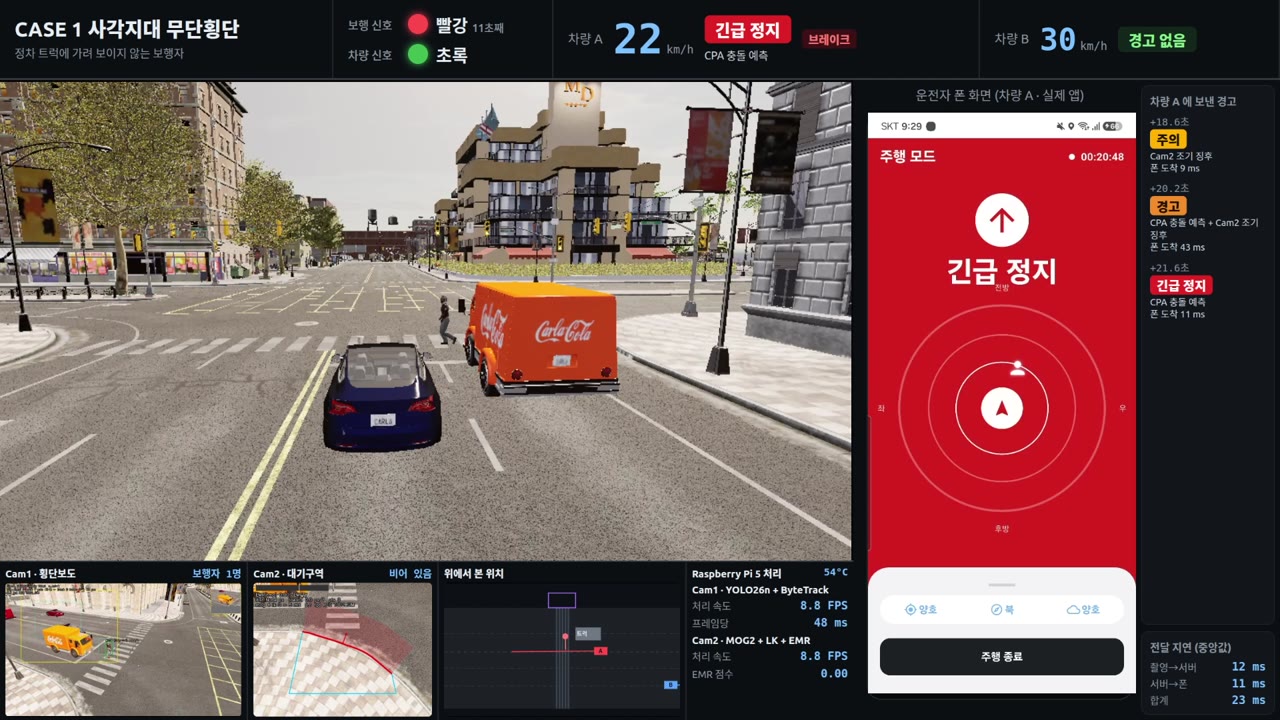 CASE 1 사각지대 무단횡단
정차 트럭에 가려 보이지 않는 보행자
보행 신호 빨강 11초째
차량 신호 초록
차량 A 22 km/h
긴급 정지
CPA 충돌 예측
브레이크
차량 B 30 km/h
경고 없음
MD
CarlaCola
CarlaCola
CARLA
운전자 폰 화면 (차량 A · 실제 앱)
SKT 9:29
주행 모드
00:20:48
긴급 정지
전방
좌
우
후방
양호
북
양호
주행 종료
차량 A 에 보낸 경고
+18.6초
주의
Cam2 조기 징후
폰 도착 9 ms
+20.2초
경고
CPA 충돌 예측 + Cam2 조기
징후
폰 도착 43 ms
+21.6초
긴급 정지
CPA 충돌 예측
폰 도착 11 ms
전달 지연 (중앙값)
촬영→서버 12 ms
서버→폰 11 ms
합계 23 ms
Cam1 · 횡단보도 보행자 1명
Cam2 · 대기구역 비어 있음
위에서 본 위치
트럭
A
B
Raspberry Pi 5 처리 54°C
Cam1 · YOLO26n + ByteTrack
처리 속도 8.8 FPS
프레임당 48 ms
Cam2 · MOG2 + LK + EMR
처리 속도 8.8 FPS
EMR 점수 0.00